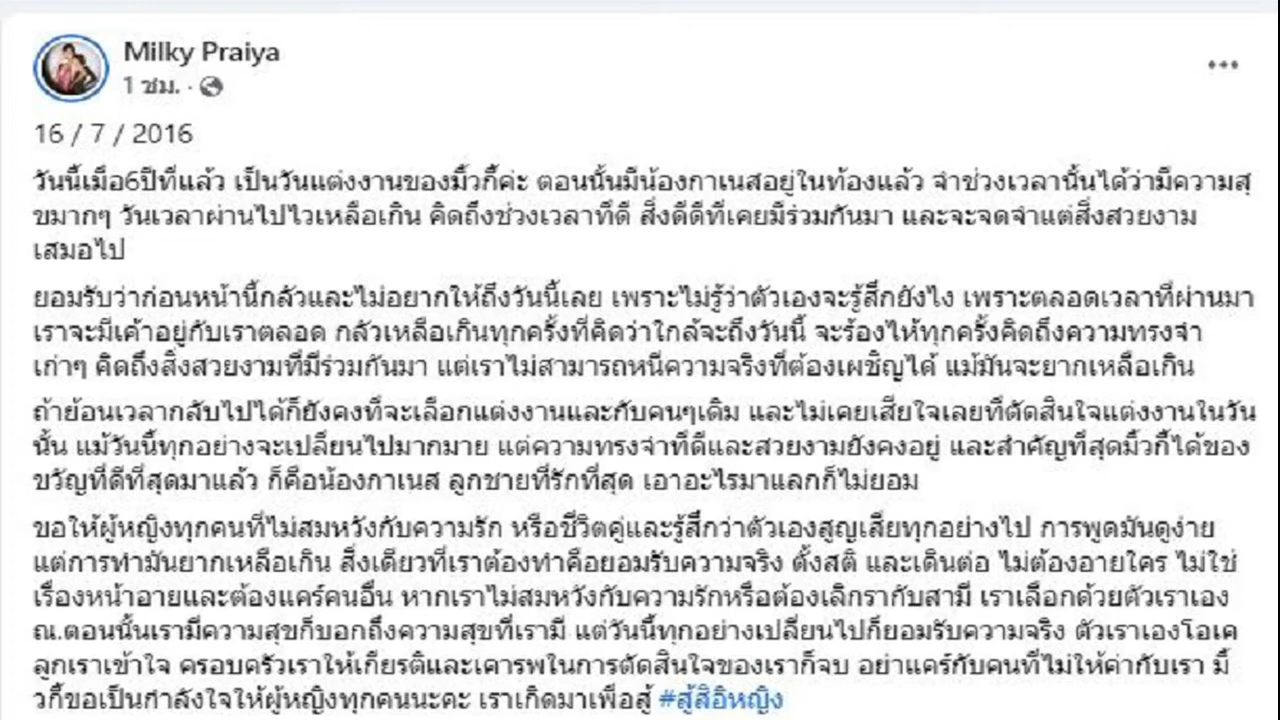 Milky Praiya
1 ชม. ·
16 / 7 / 2016
วันนี้เมื่อ6ปีที่แล้ว เป็นวันแต่งงานของมิ้วกี้ค่ะ ตอนนั้นมีน้องกาเนสอยู่ในท้องแล้ว จำช่วงเวลานั้นได้ว่ามีความสุ
ขมากๆ วันเวลาผ่านไปไวเหลือเกิน คิดถึงช่วงเวลาที่ดี สิ่งดีดีที่เคยมีร่วมกันมา และจะจดจำแต่สิ่งสวยงาม
เสมอไป
ยอมรับว่าก่อนหน้านี้กลัวและไม่อยากให้ถึงวันนี้เลย เพราะไม่รู้ว่าตัวเองจะรู้สึกยังไง เพราะตลอดเวลาที่ผ่านมา
เราจะมีเค้าอยู่กับเราตลอด กลัวเหลือเกินทุกครั้งที่คิดว่าใกล้จะถึงวันนี้ จะร้องไห้ทุกครั้งคิดถึงความทรงจำ
เก่าๆ คิดถึงสิ่งสวยงามที่มีร่วมกันมา แต่เราไม่สามารถหนีความจริงที่ต้องเผชิญได้ แม้มันจะยากเหลือเกิน
ถ้าย้อนเวลากลับไปได้ก็ยังคงที่จะเลือกแต่งงานและกับคนๆเดิม และไม่เคยเสียใจเลยที่ตัดสินใจแต่งงานในวัน
นั้น แม้วันนี้ทุกอย่างจะเปลี่ยนไปมากมาย แต่ความทรงจำที่ดีและสวยงามยังคงอยู่ และสำคัญที่สุดมิ้วกี้ได้ของ
ขวัญที่ดีที่สุดมาแล้ว ก็คือน้องกาเนส ลูกชายที่รักที่สุด เอาอะไรมาแลกก็ไม่ยอม
ขอให้ผู้หญิงทุกคนที่ไม่สมหวังกับความรัก หรือชีวิตคู่และรู้สึกว่าตัวเองสูญเสียทุกอย่างไป การพูดมันดูง่าย
แต่การทำมันยากเหลือเกิน สิ่งเดียวที่เราต้องทำคือยอมรับความจริง ตั้งสติ และเดินต่อ ไม่ต้องอายใคร ไม่ใช่
เรื่องหน้าอายและต้องแคร์คนอื่น หากเราไม่สมหวังกับความรักหรือต้องเลิกรากับสามี เราเลือกด้วยตัวเราเอง
ณ.ตอนนั้นเรามีความสุขก็บอกถึงความสุขที่เรามี แต่วันนี้ทุกอย่างเปลี่ยนไปก็ยอมรับความจริง ตัวเราเองโอเค
ลูกเราเข้าใจ ครอบครัวเราให้เกียรติและเคารพในการตัดสินใจของเราก็จบ อย่าแคร์กับคนที่ไม่ให้ค่ากับเรา มิ้
วกี้ขอเป็นกำลังใจให้ผู้หญิงทุกคนนะคะ เราเกิดมาเพื่อสู้ #สู้สิอิหญิง